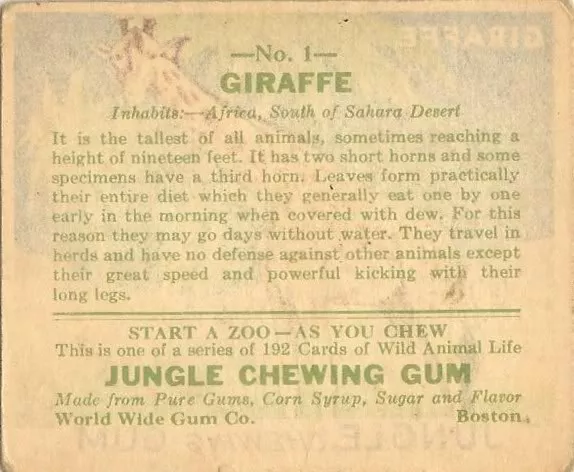 —No. 1—
GIRAFFE
Inhabits:—Africa, South of Sahara Desert
It is the tallest of all animals, sometimes reaching a
height of nineteen feet. It has two short horns and some
specimens have a third horn. Leaves form practically
their entire diet which they generally eat one by one
early in the morning when covered with dew. For this
reason they may go days without water. They travel in
herds and have no defense against other animals except
their great speed and powerful kicking with their
long legs.
START A ZOO—AS YOU CHEW
This is one of a series of 192 Cards of Wild Animal Life
JUNGLE CHEWING GUM
Made from Pure Gums, Corn Syrup, Sugar and Flavor
World Wide Gum Co. Boston.